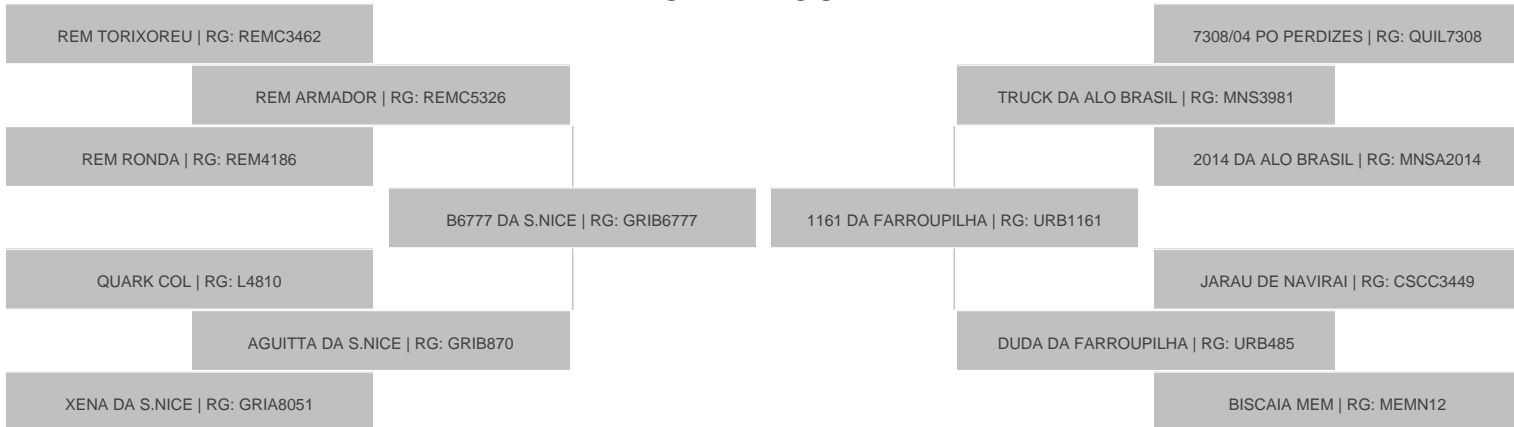 REM TORIXOREU | RG: REMC3462
7308/04 PO PERDIZES | RG: QUIL7308
REM ARMADOR | RG: REMC5326
TRUCK DA ALO BRASIL | RG: MNS3981
REM RONDA | RG: REM4186
2014 DA ALO BRASIL | RG: MNSA2014
B6777 DA S.NICE | RG: GRIB6777
1161 DA FARROUPILHA | RG: URB1161
QUARK COL | RG: L4810
JARAU DE NAVIRAI | RG: CSCC3449
AGUITTA DA S.NICE | RG: GRIB870
DUDA DA FARROUPILHA | RG: URB485
XENA DA S.NICE | RG: GRIA8051
BISCAIA MEM | RG: MEMN12